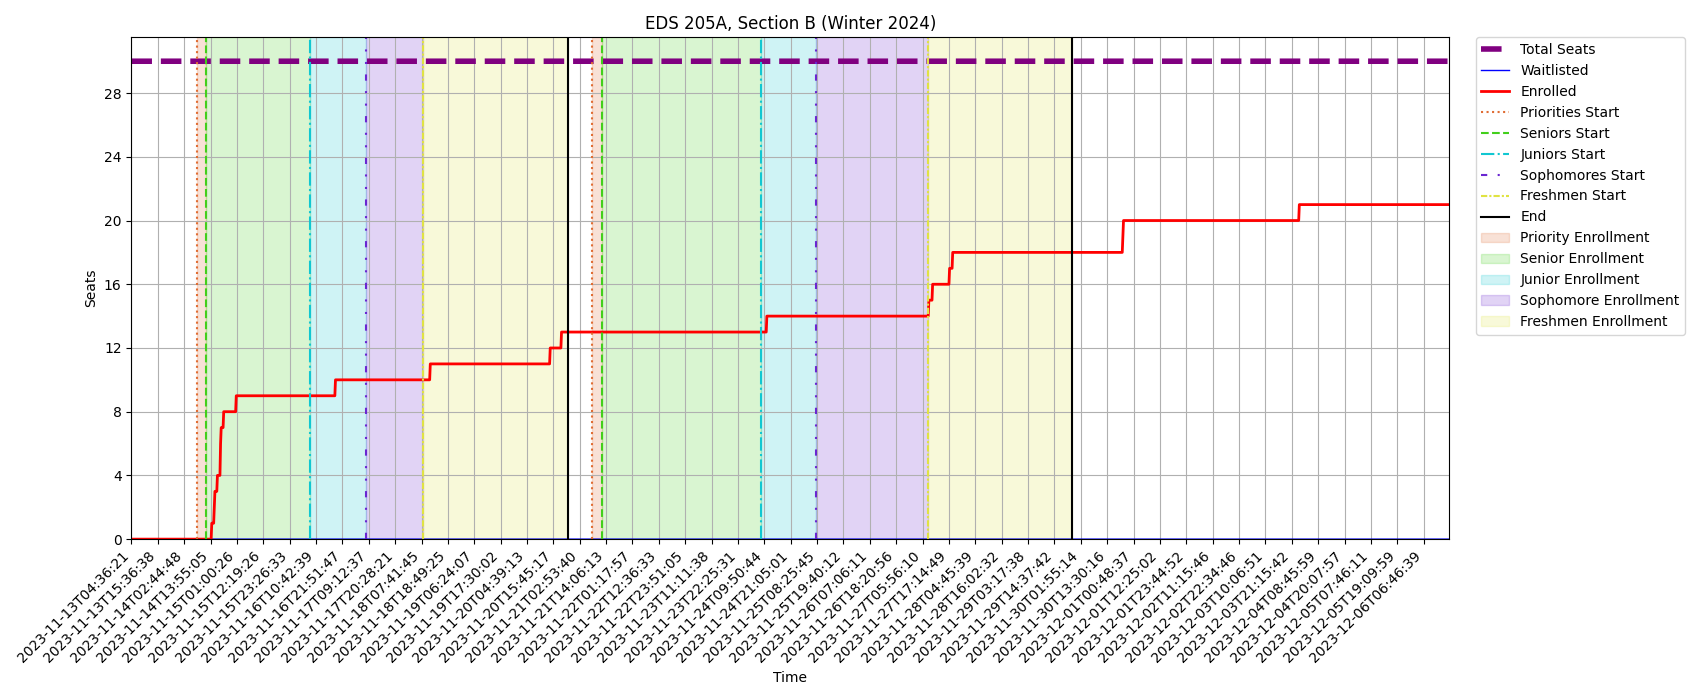 EDS 205A, Section B (Winter 2024)
Seats
28
24
20
16
12
8
4
0
2023-11-13T04:36:21
2023-11-13T15:36:38
2023-11-14T02:44:48
2023-11-14T13:55:05
2023-11-15T01:00:26
2023-11-15T12:19:26
2023-11-15T23:26:33
2023-11-16T10:42:39
2023-11-16T21:51:47
2023-11-17T09:12:37
2023-11-17T20:28:21
2023-11-18T07:41:45
2023-11-18T18:49:25
2023-11-19T06:24:07
2023-11-19T17:30:02
2023-11-20T04:39:13
2023-11-20T15:45:17
2023-11-21T02:53:40
2023-11-21T14:06:13
2023-11-22T01:17:57
2023-11-22T12:36:33
2023-11-22T23:51:05
2023-11-23T11:11:38
2023-11-23T22:25:31
2023-11-24T09:50:44
2023-11-24T21:05:01
2023-11-25T08:25:45
2023-11-25T19:40:12
2023-11-26T07:06:11
2023-11-26T18:20:56
2023-11-27T05:56:10
2023-11-27T17:14:49
2023-11-28T04:45:39
2023-11-28T16:02:32
2023-11-29T03:17:38
2023-11-29T14:37:42
2023-11-30T01:55:14
2023-11-30T13:30:16
2023-12-01T00:48:37
2023-12-01T12:25:02
2023-12-01T23:44:52
2023-12-02T11:15:46
2023-12-02T22:34:46
2023-12-03T10:06:51
2023-12-03T21:15:42
2023-12-04T08:45:59
2023-12-04T20:07:57
2023-12-05T07:46:11
2023-12-05T19:09:59
2023-12-06T06:46:39
Time
Total Seats
Waitlisted
Enrolled
Priorities Start
Seniors Start
Juniors Start
Sophomores Start
Freshmen Start
End
Priority Enrollment
Senior Enrollment
Junior Enrollment
Sophomore Enrollment
Freshmen Enrollment